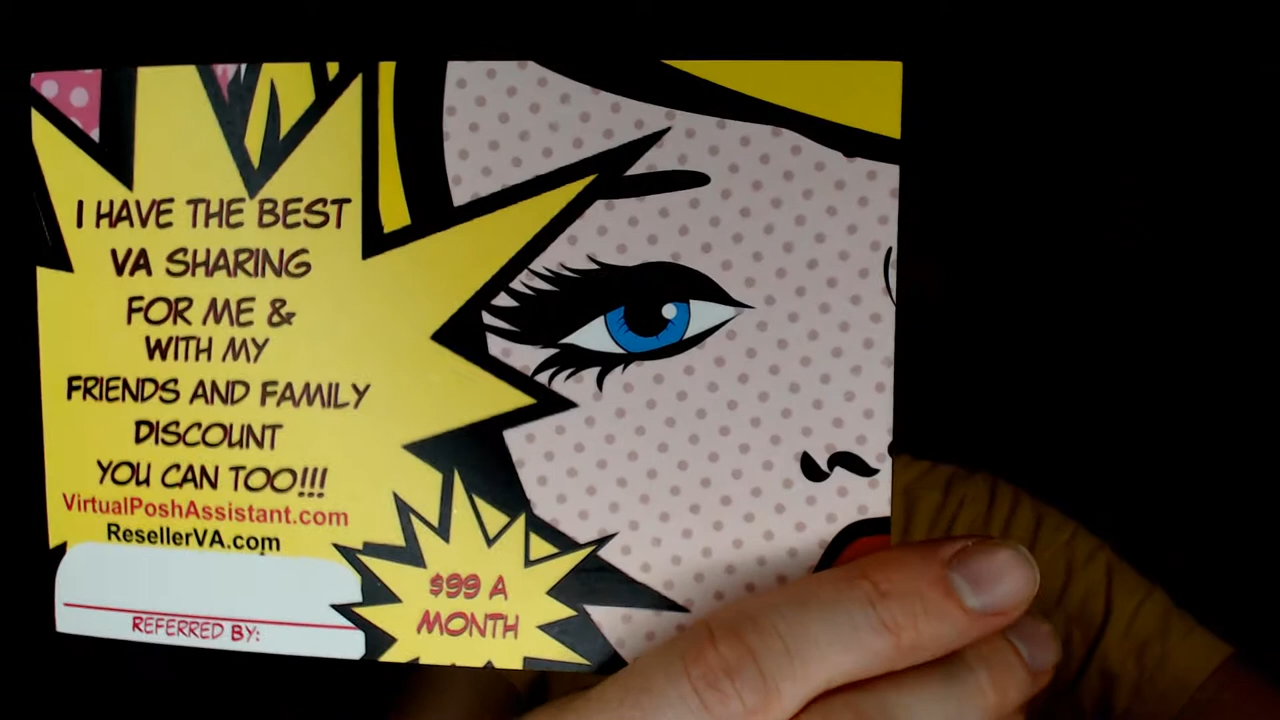 I HAVE THE BEST
VA SHARING
FOR ME &
WITH MY
FRIENDS AND FAMILY
DISCOUNT
YOU CAN TOO!!!
VirtualPoshAssistant.com
ResellerVA.com
$99 A
MONTH
REFERRED BY: